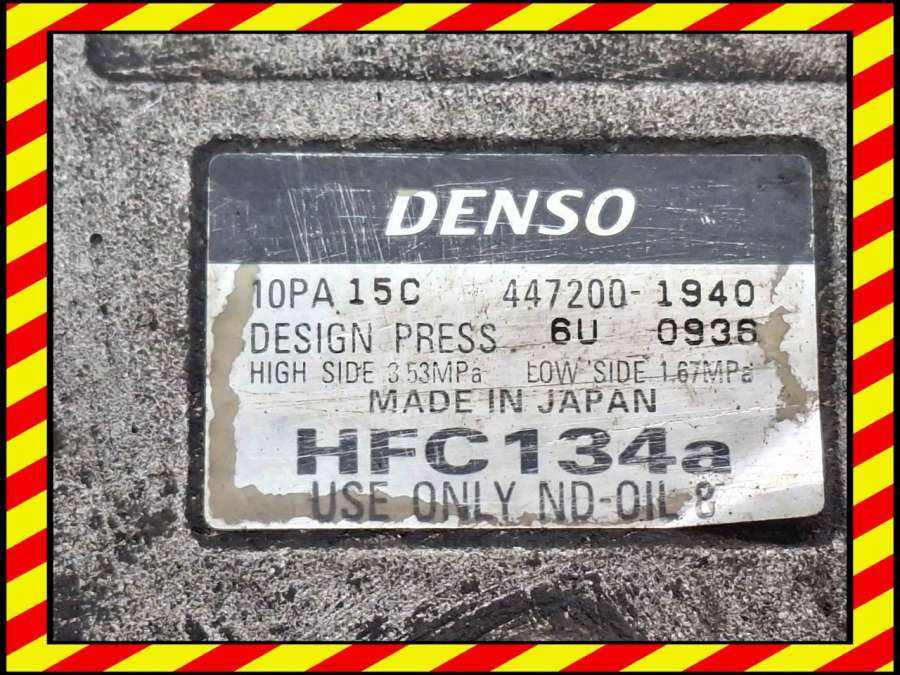 DENSO
10PA 15C 447200-1940
DESIGN PRESS 6U 0936
HIGH SIDE 3.53MPa LOW SIDE 1.67MPa
MADE IN JAPAN
HFC134a
USE ONLY ND-OIL 8